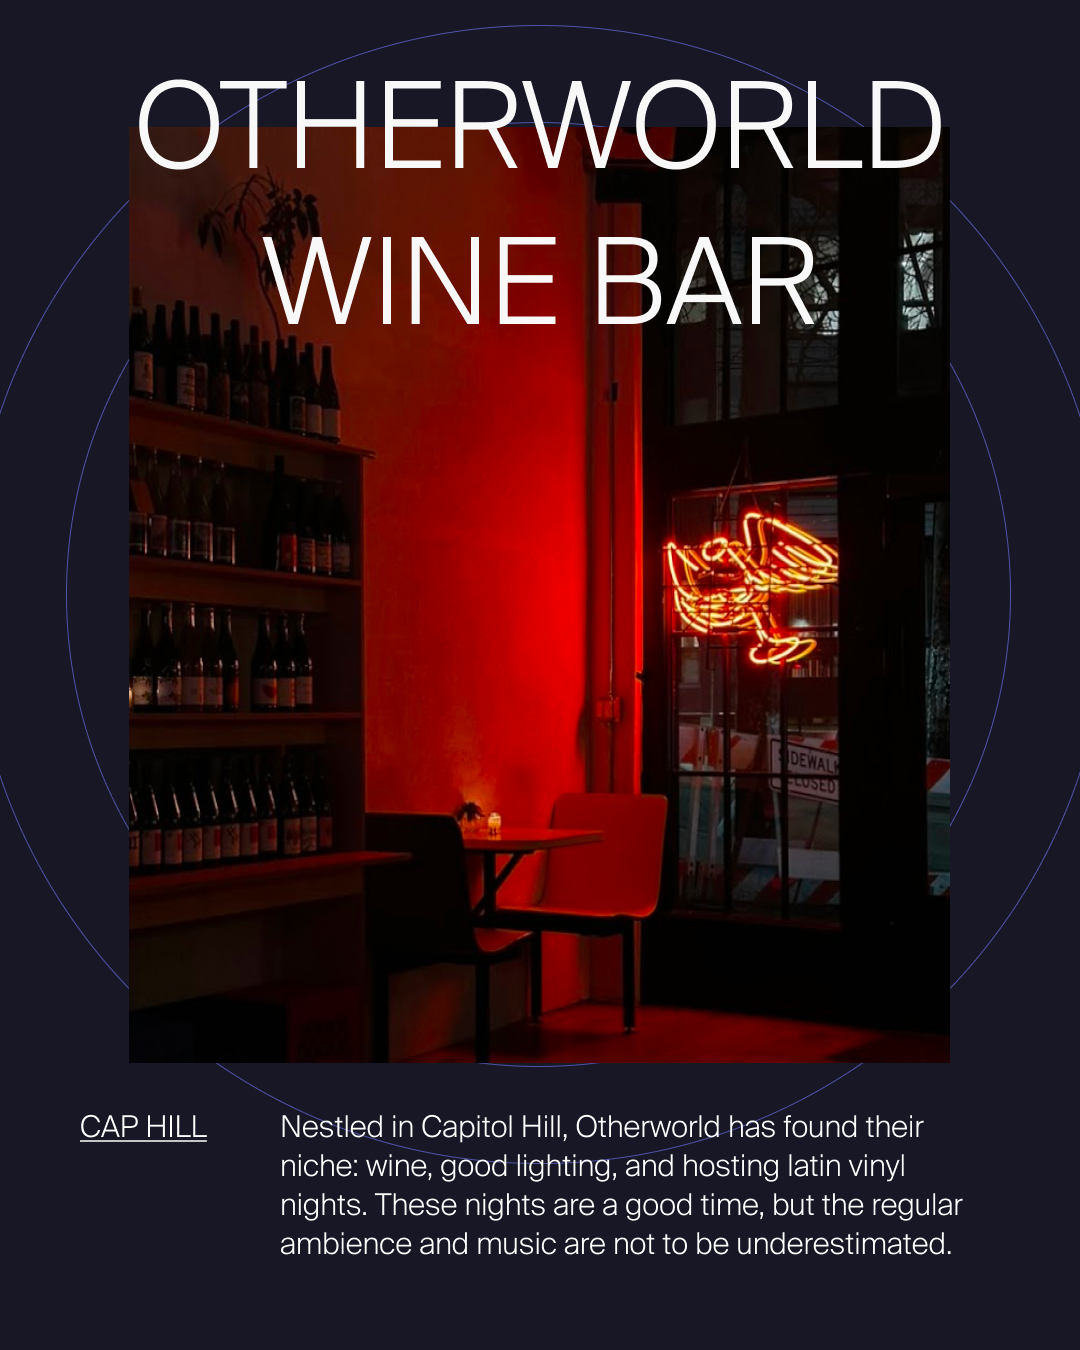 OTHERWORLD
WINE BAR
SIDEWALK
CLOSED
CAP HILL
Nestled in Capitol Hill, Otherworld has found their
niche: wine, good lighting, and hosting latin vinyl
nights. These nights are a good time, but the regular
ambience and music are not to be underestimated.